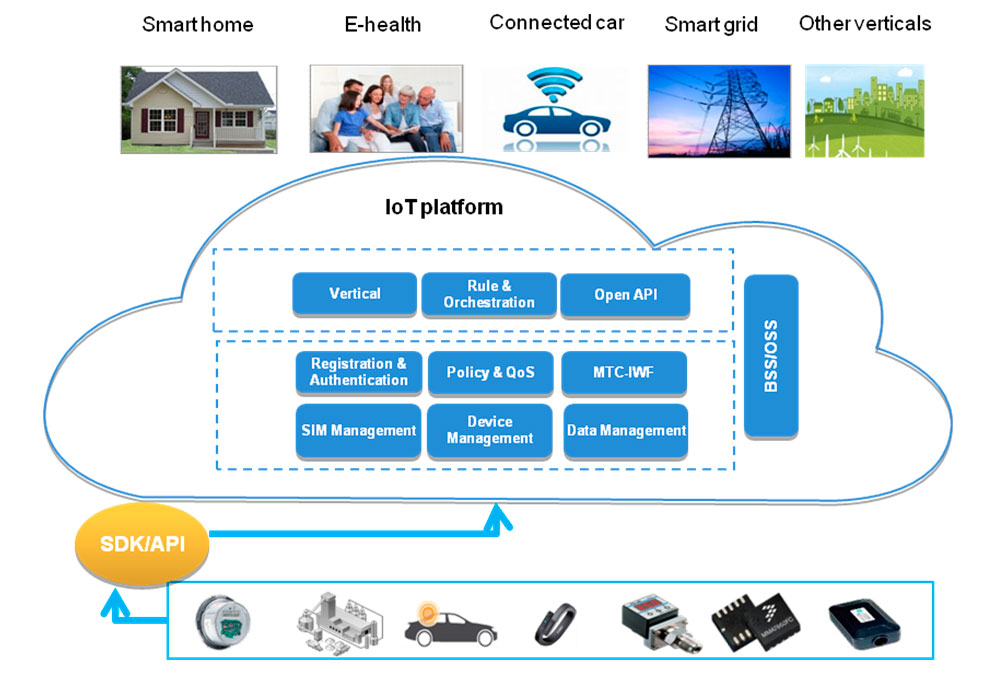 Smart home
E-health
Connected car
Smart grid
Other verticals
IoT platform
Vertical
Rule &
Orchestration
Open API
Registration &
Authentication
Policy & QoS
MTC-IWF
SIM Management
Device
Management
Data Management
BSS/OSS
SDK/API